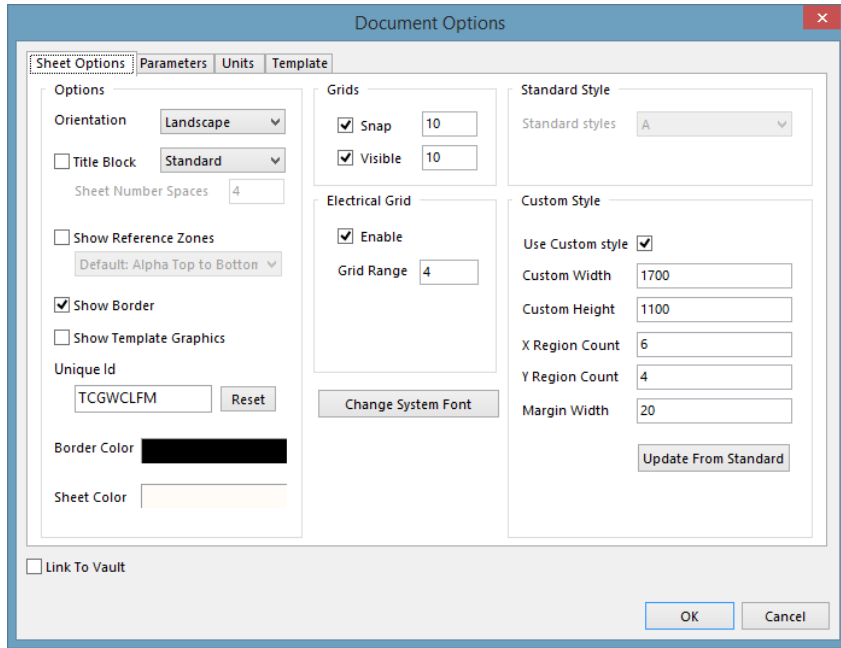 Document Options
Sheet Options Parameters Units Template
Options
Orientation Landscape
Title Block Standard
Sheet Number Spaces 4
Show Reference Zones
Default: Alpha Top to Botton
Show Border
Show Template Graphics
Unique Id
TCGWCLFM Reset
Border Color
Sheet Color
Grids
Snap 10
Visible 10
Electrical Grid
Enable
Grid Range 4
Change System Font
Standard Style
Standard styles A
Custom Style
Use Custom style
Custom Width 1700
Custom Height 1100
X Region Count 6
Y Region Count 4
Margin Width 20
Update From Standard
Link To Vault
OK Cancel